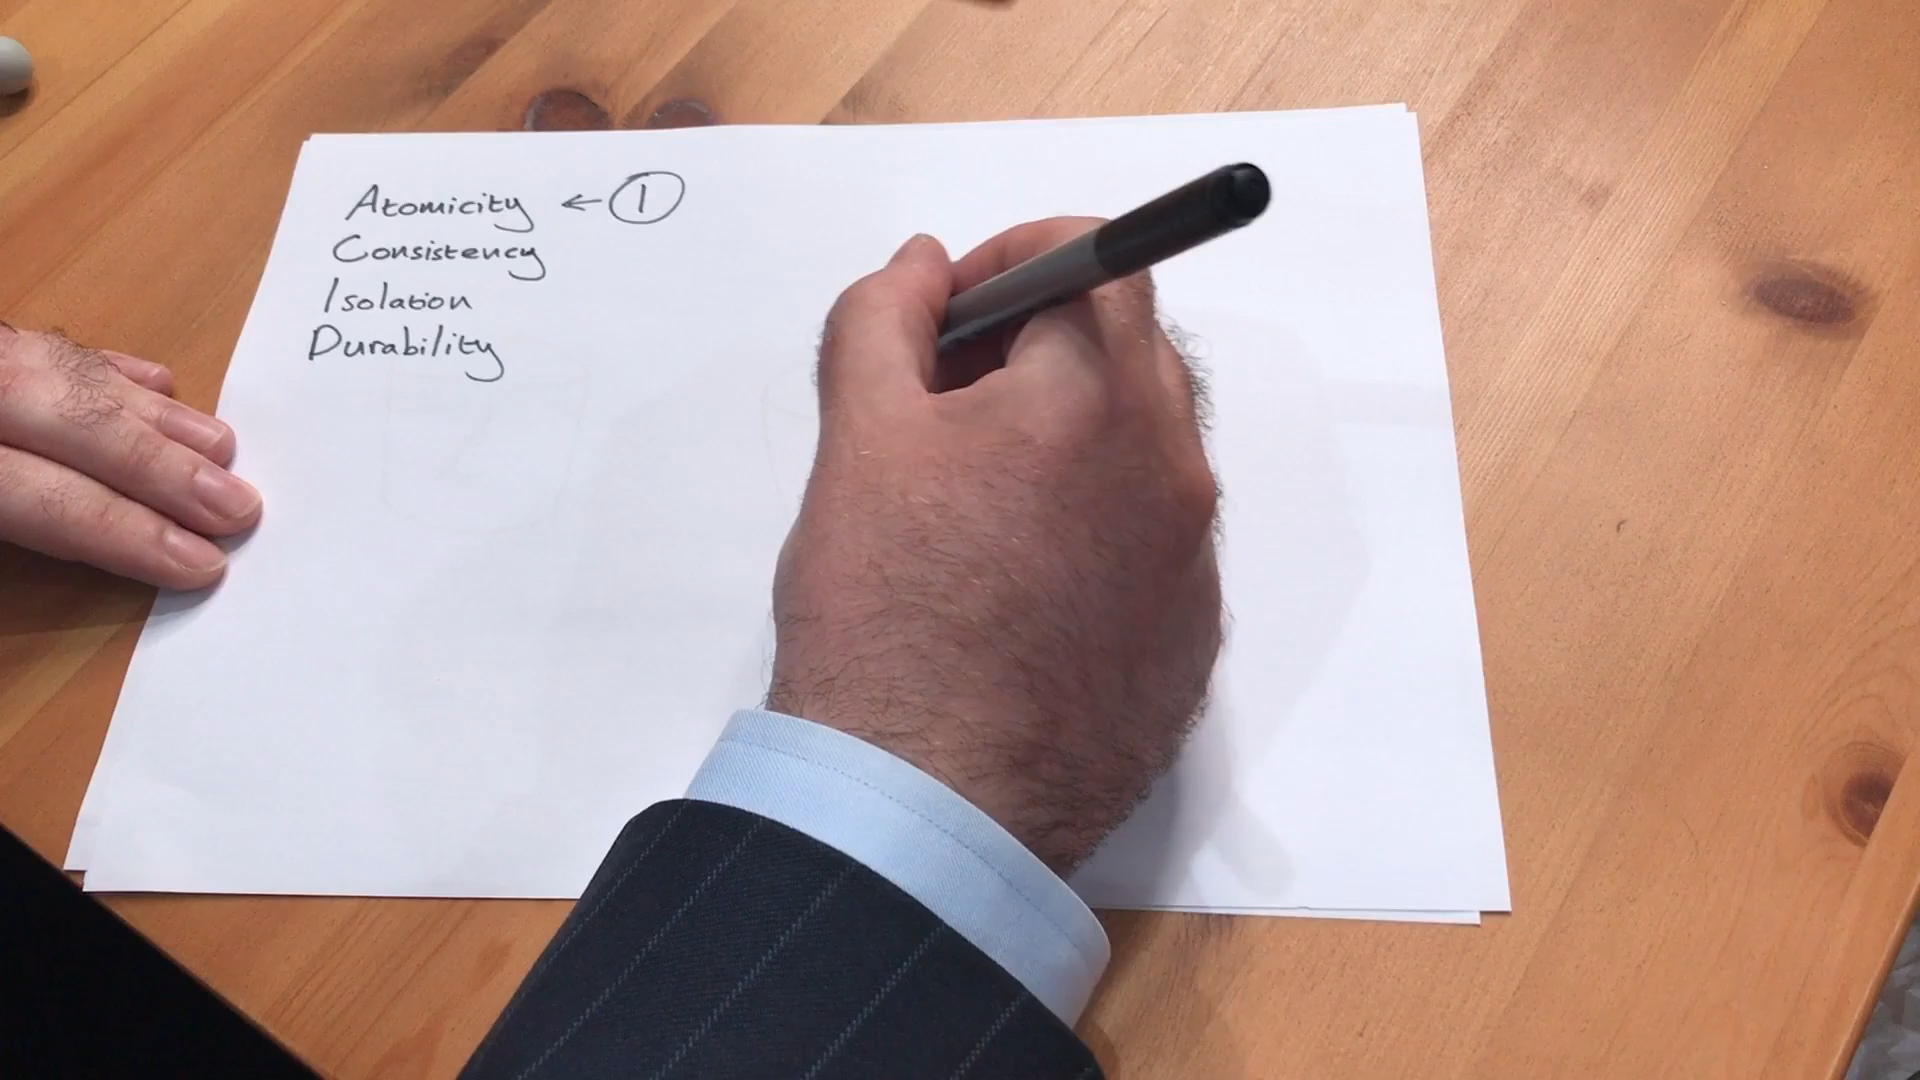 Atomicity ← ①
Consistency
Isolation
Durability